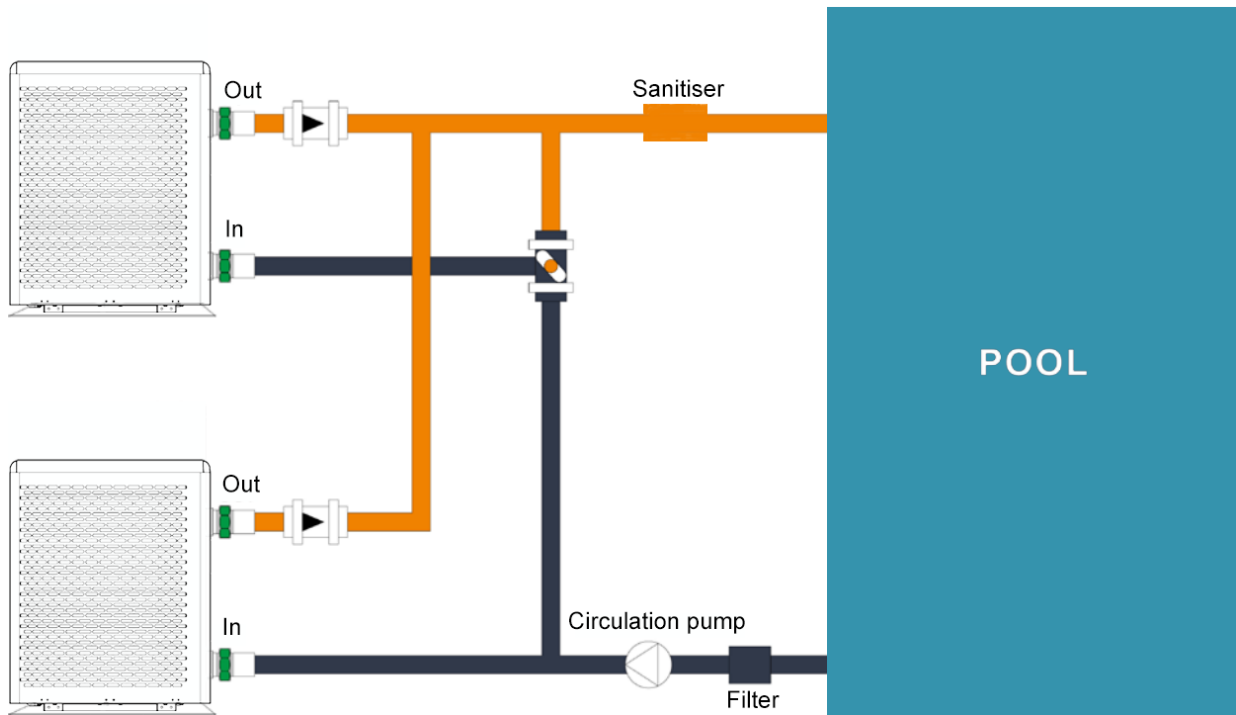 Out
Sanitiser
In
POOL
Out
Circulation pump
In
Filter